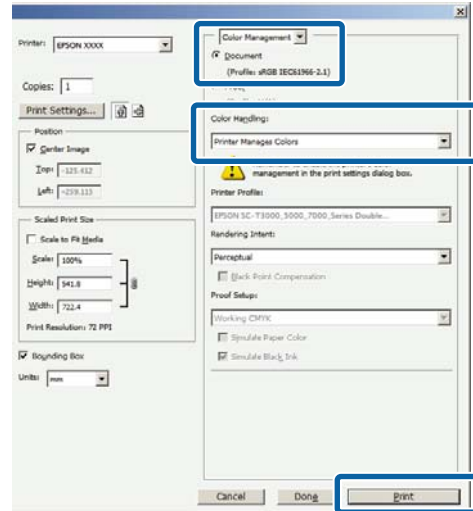 Printer: EPSON XXXX
Copies: 1
Print Settings...
Position
Center Image
Top: -125.412
Left: -259.115
Scaled Print Size
Scale to Fit Media
Scale: 100%
Height: 541.8
Width: 722.4
Print Resolution: 72 PPI
Bounding Box
Units: mm
Color Management
Document
(Profile: sRGB IEC61966-2.1)
Color Handling:
Printer Manages Colors
management in the print settings dialog box.
Printer Profile:
EPSON SC-T3000_5000_7000_Series Double...
Rendering Intent:
Perceptual
Black Point Compensation
Proof Setup:
Working CMYK
Simulate Paper Color
Simulate Black Ink
Cancel
Done
Print